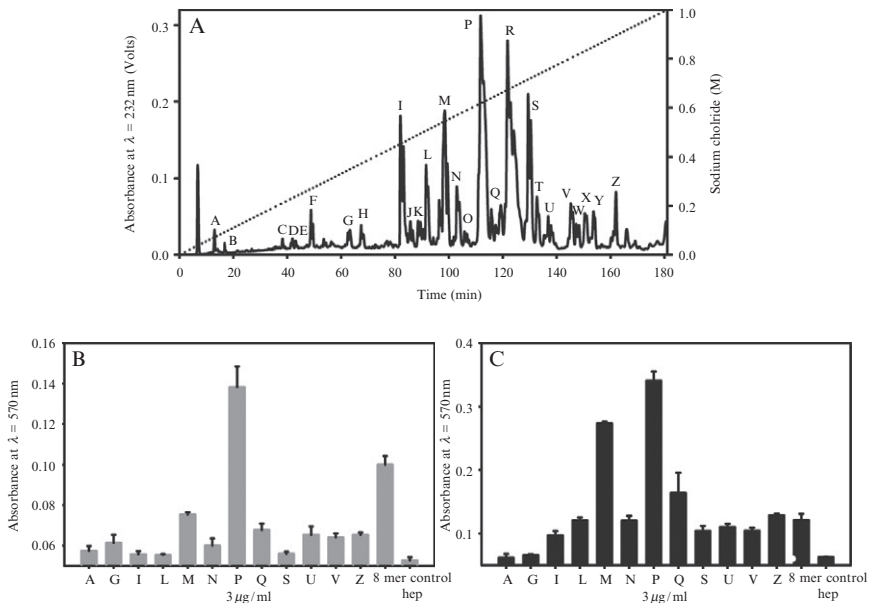 A
Absorbance at λ = 232 nm (Volts)
0.3
0.2
0.1
0.0
1.0
0.8
0.6
0.4
0.2
0.0
Sodium cholride (M)
A
B
C
D E
F
G
H
I
J K
L
M
N
O
P
Q
R
S
T
U
V
W
X
Y
Z
0 20 40 60 80 100 120 140 160 180
Time (min)
B
Absorbance at λ = 570 nm
0.16
0.14
0.12
0.10
0.08
0.06
A G I L M N P Q S U V Z 8 mer control
3 μg/ml hep
C
Absorbance at λ = 570 nm
0.4
0.3
0.2
0.1
A G I L M N P Q S U V Z 8 mer control
3 μg/ml hep